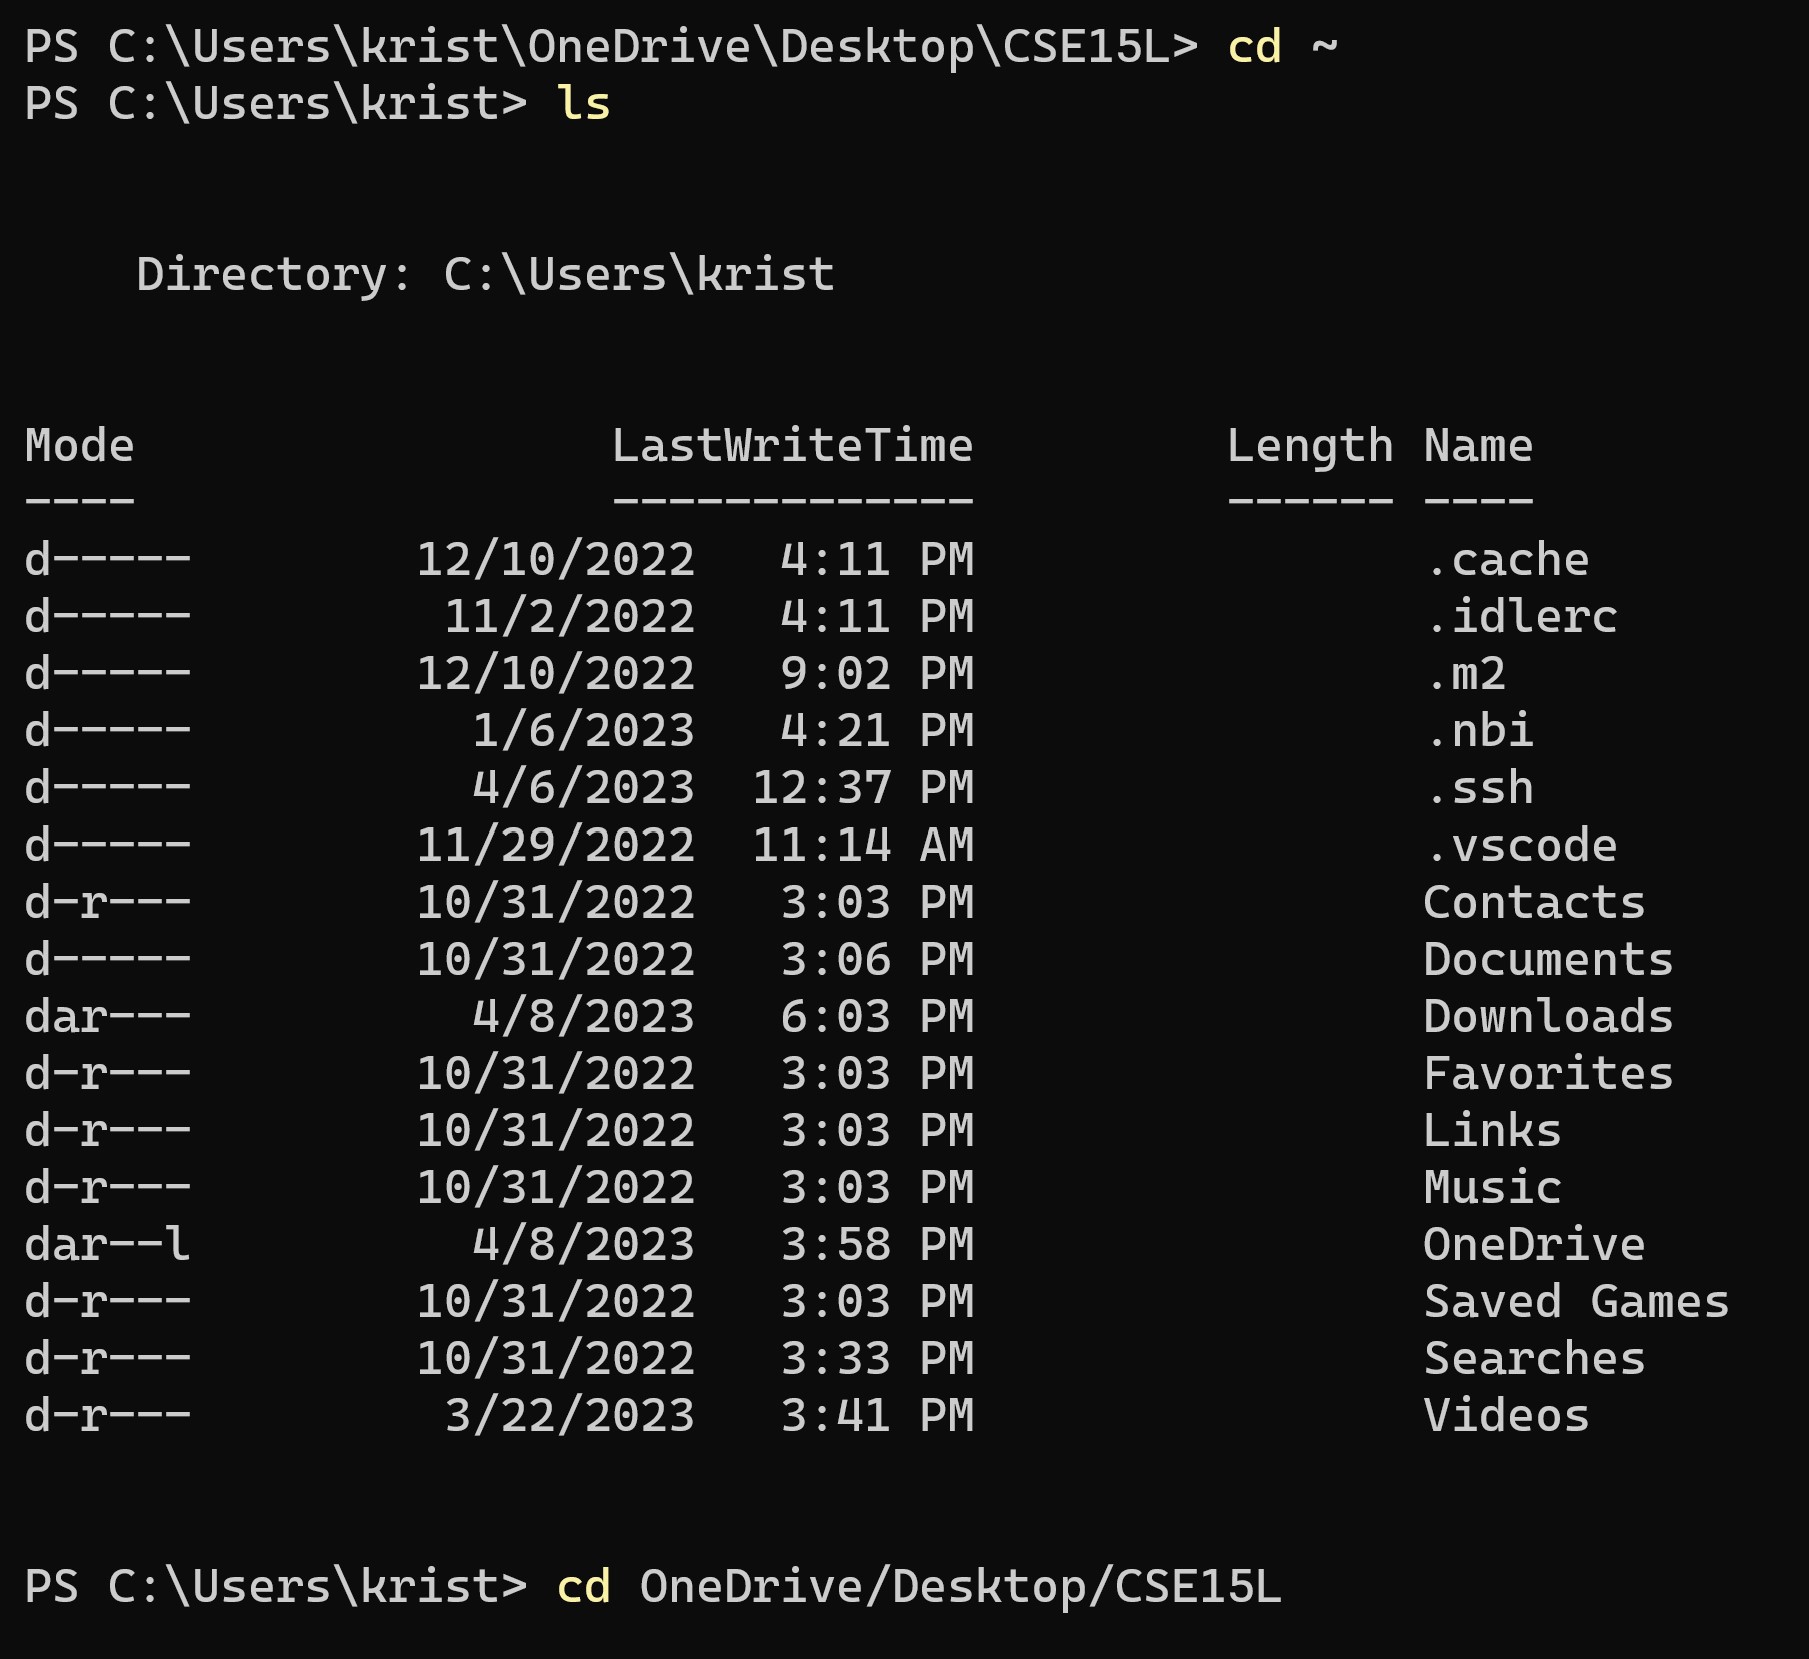 PS C:\Users\krist\OneDrive\Desktop\CSE15L> cd ~
PS C:\Users\krist> ls
    Directory: C:\Users\krist
Mode                 LastWriteTime         Length Name
----                 -------------         ------ ----
d-----        12/10/2022   4:11 PM                .cache
d-----         11/2/2022   4:11 PM                .idlerc
d-----        12/10/2022   9:02 PM                .m2
d-----          1/6/2023   4:21 PM                .nbi
d-----          4/6/2023  12:37 PM                .ssh
d-----        11/29/2022  11:14 AM                .vscode
d-r---        10/31/2022   3:03 PM                Contacts
d-----        10/31/2022   3:06 PM                Documents
dar---          4/8/2023   6:03 PM                Downloads
d-r---        10/31/2022   3:03 PM                Favorites
d-r---        10/31/2022   3:03 PM                Links
d-r---        10/31/2022   3:03 PM                Music
dar--l          4/8/2023   3:58 PM                OneDrive
d-r---        10/31/2022   3:03 PM                Saved Games
d-r---        10/31/2022   3:33 PM                Searches
d-r---         3/22/2023   3:41 PM                Videos
PS C:\Users\krist> cd OneDrive/Desktop/CSE15L